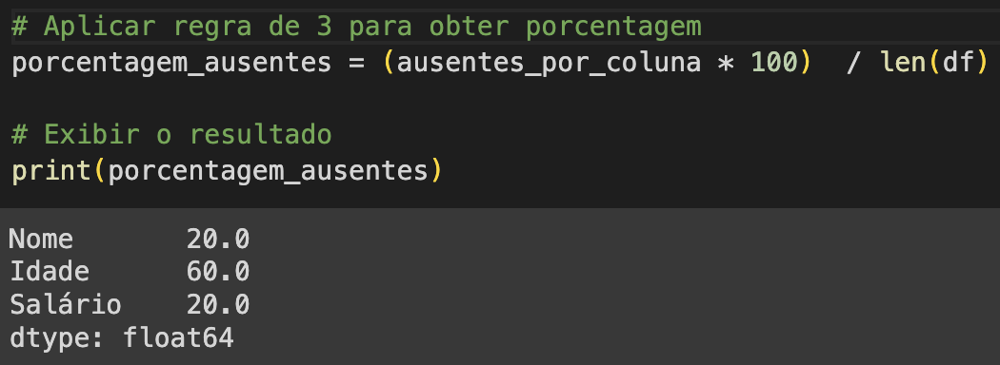 # Aplicar regra de 3 para obter porcentagem
porcentagem_ausentes = (ausentes_por_coluna * 100)  / len(df)
# Exibir o resultado
print(porcentagem_ausentes)
Nome       20.0
Idade      60.0
Salário    20.0
dtype: float64